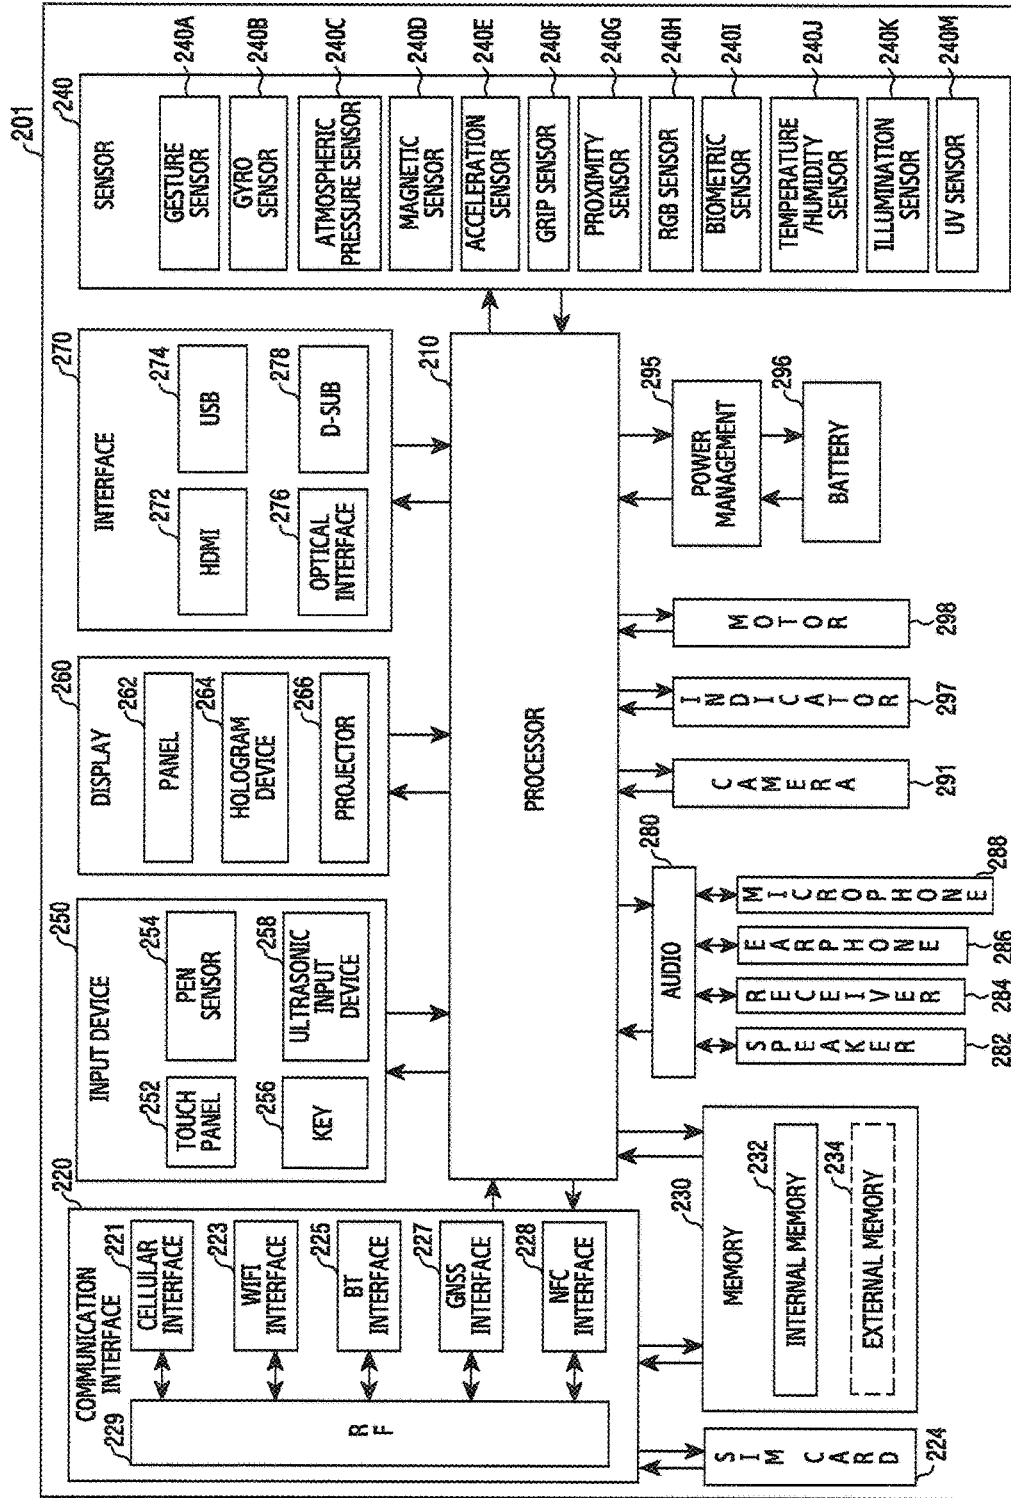 201
220
COMMUNICATION
INTERFACE
229
RF
221
CELLULAR
INTERFACE
223
WIFI
INTERFACE
225
BT
INTERFACE
227
GNSS
INTERFACE
228
NFC
INTERFACE
250
INPUT DEVICE
252
TOUCH
PANEL
254
PEN
SENSOR
256
KEY
258
ULTRASONIC
INPUT
DEVICE
260
DISPLAY
262
PANEL
264
HOLOGRAM
DEVICE
266
PROJECTOR
270
INTERFACE
272
HDMI
274
USB
276
OPTICAL
INTERFACE
278
D-SUB
240
SENSOR
GESTURE
SENSOR
240A
GYRO
SENSOR
240B
ATMOSPHERIC
PRESSURE SENSOR
240C
MAGNETIC
SENSOR
240D
ACCELERATION
SENSOR
240E
GRIP SENSOR
240F
PROXIMITY
SENSOR
240G
RGB SENSOR
240H
BIOMETRIC
SENSOR
240I
TEMPERATURE
/HUMIDITY
SENSOR
240J
ILLUMINATION
SENSOR
240K
UV SENSOR
240M
210
PROCESSOR
SIM CARD
224
230
MEMORY
232
INTERNAL MEMORY
234
EXTERNAL MEMORY
280
AUDIO
SPEAKER
282
RECEIVER
284
EARPHONE
286
MICROPHONE
288
CAMERA
291
INDICATOR
297
MOTOR
298
295
POWER
MANAGEMENT
296
BATTERY